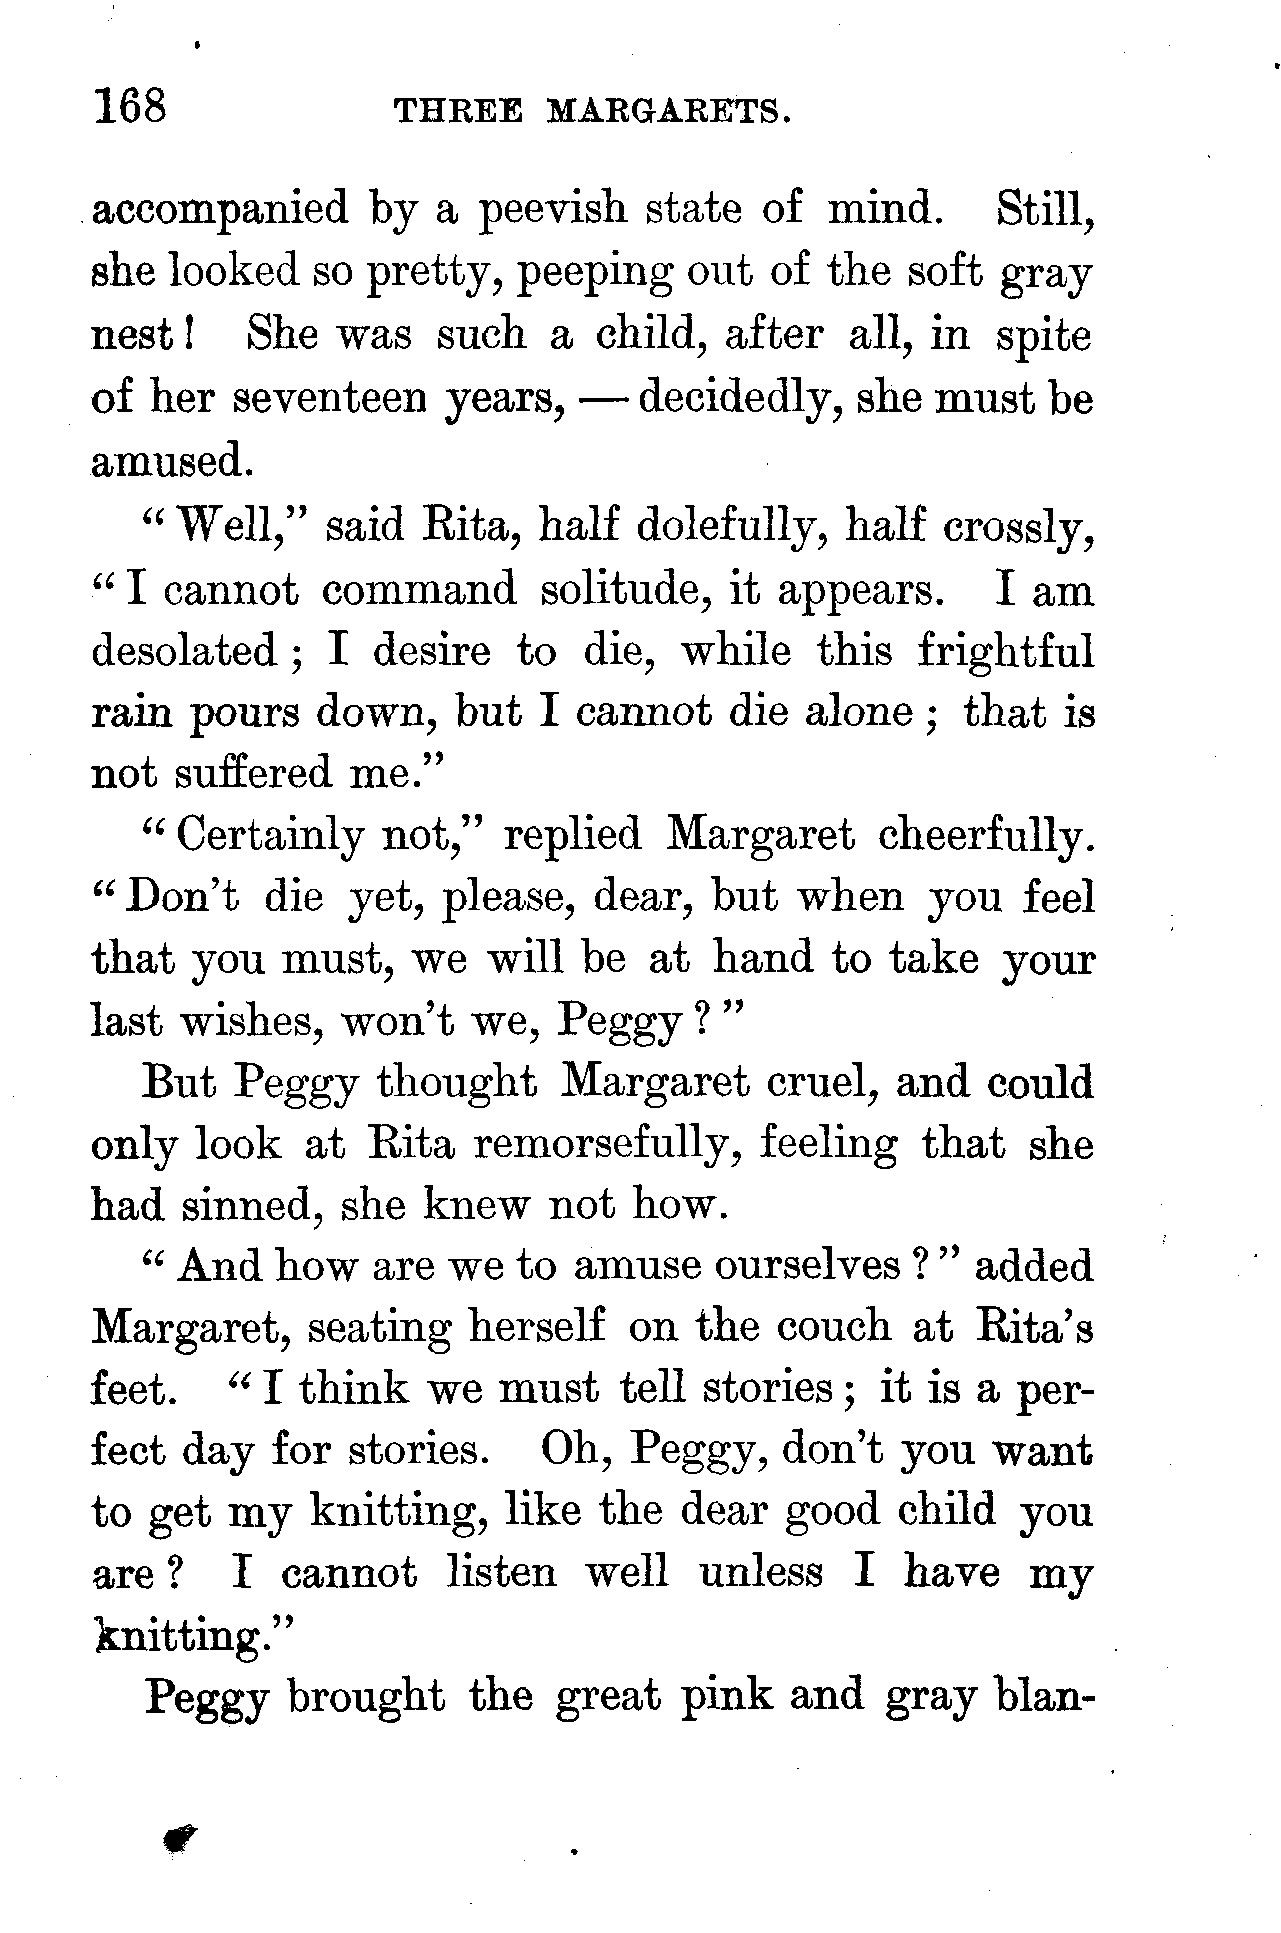 168 THREE MARGARETS.
accompanied by a peevish state of mind. Still,
she looked so pretty, peeping out of the soft gray
nest! She was such a child, after all, in spite
of her seventeen years, — decidedly, she must be
amused.
“Well,” said Rita, half dolefully, half crossly,
“I cannot command solitude, it appears. I am
desolated; I desire to die, while this frightful
rain pours down, but I cannot die alone; that is
not suffered me.”
“Certainly not,” replied Margaret cheerfully.
“Don’t die yet, please, dear, but when you feel
that you must, we will be at hand to take your
last wishes, won’t we, Peggy?”
But Peggy thought Margaret cruel, and could
only look at Rita remorsefully, feeling that she
had sinned, she knew not how.
“And how are we to amuse ourselves?” added
Margaret, seating herself on the couch at Rita’s
feet. “I think we must tell stories; it is a per-
fect day for stories. Oh, Peggy, don’t you want
to get my knitting, like the dear good child you
are? I cannot listen well unless I have my
knitting.”
Peggy brought the great pink and gray blan-